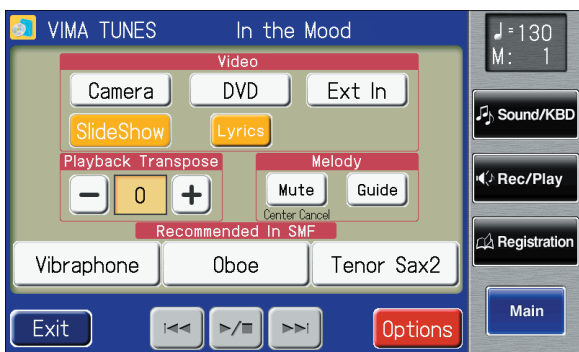 VIMA TUNES In the Mood
♩=130
M: 1
Video
Camera DVD Ext In
SlideShow Lyrics
Sound/KBD
Playback Transpose Melody
− 0 + Mute Guide
Center Cancel
Rec/Play
Recommended In SMF
Vibraphone Oboe Tenor Sax2
Registration
Exit Options
Main